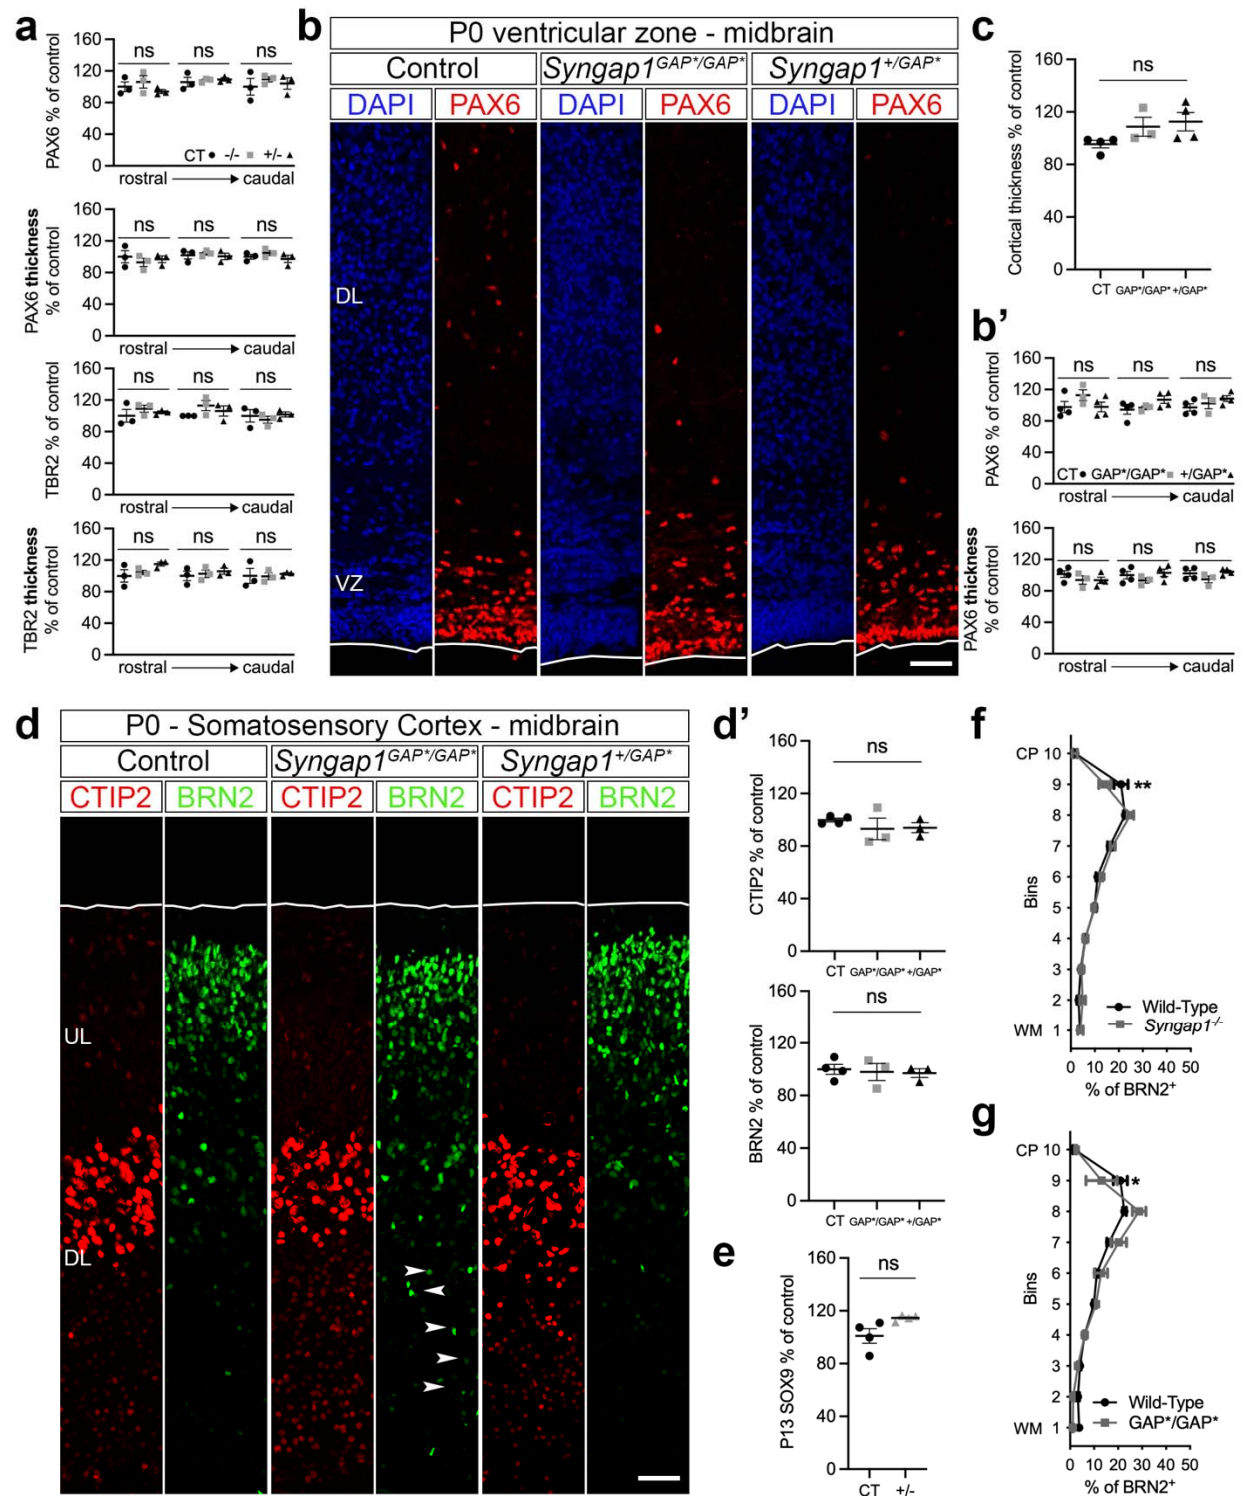 a
160
120
80
40
0
PAX6 % of control
ns ns ns
CT -/- +/-
rostral caudal
160
120
80
40
0
PAX6 thickness
% of control
ns ns ns
rostral caudal
160
120
80
40
0
TBR2 % of control
ns ns ns
rostral caudal
160
120
80
40
0
TBR2 thickness
% of control
ns ns ns
rostral caudal
b
P0 ventricular zone - midbrain
Control Syngap1GAP*/GAP* Syngap1+/GAP*
DAPI PAX6 DAPI PAX6 DAPI PAX6
DL
VZ
c
160
120
80
40
0
Cortical thickness % of control
ns
CT GAP*/GAP* +/GAP*
b’
160
120
80
40
0
PAX6 % of control
ns ns ns
CT GAP*/GAP* +/GAP*
rostral caudal
160
120
80
40
0
PAX6 thickness
% of control
ns ns ns
rostral caudal
d
P0 - Somatosensory Cortex - midbrain
Control Syngap1GAP*/GAP* Syngap1+/GAP*
CTIP2 BRN2 CTIP2 BRN2 CTIP2 BRN2
UL
DL
d’
160
120
80
40
0
CTIP2 % of control
ns
CT GAP*/GAP* +/GAP*
160
120
80
40
0
BRN2 % of control
ns
CT GAP*/GAP* +/GAP*
e
160
120
80
40
0
P13 SOX9 % of control
ns
CT +/-
f
CP 10
9 **
8
7
6
5
4
3
2
WM 1
Bins
Wild-Type
Syngap1-/-
0 10 20 30 40 50
% of BRN2+
g
CP 10
9 *
8
7
6
5
4
3
2
WM 1
Bins
Wild-Type
GAP*/GAP*
0 10 20 30 40 50
% of BRN2+